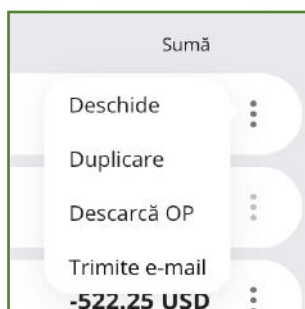 Sumă
Deschide
Duplicare
Descarcă OP
Trimite e-mail
-522.25 USD